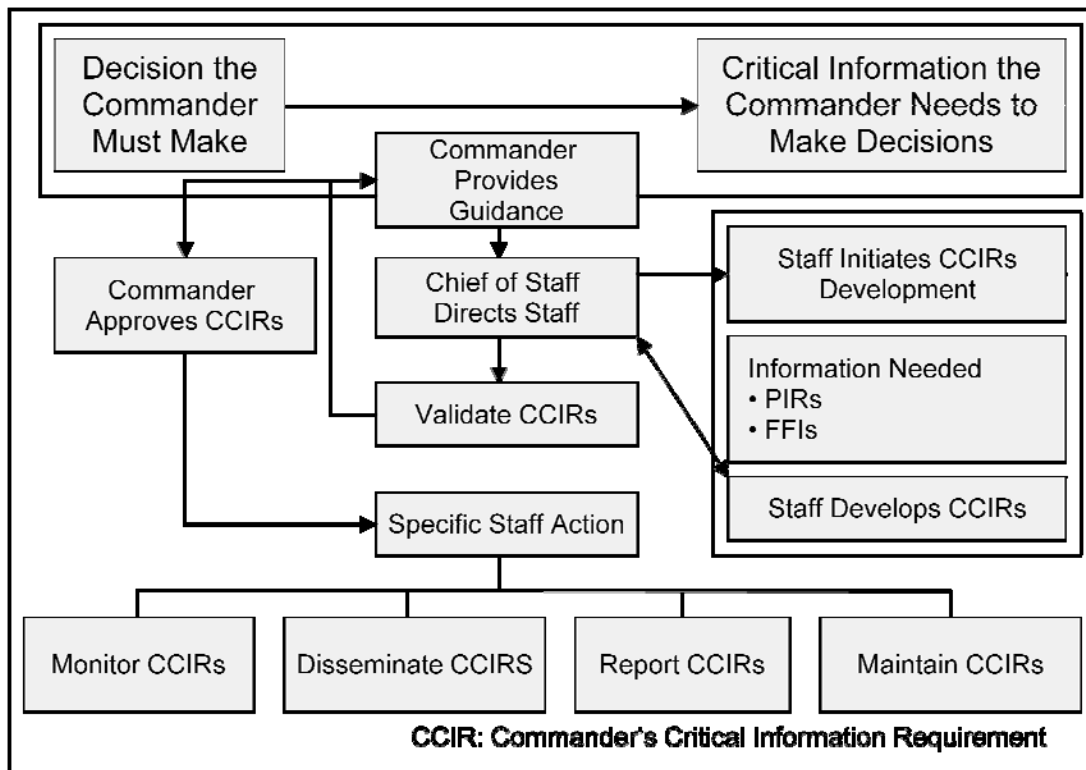 Decision the
Commander
Must Make
Critical Information the
Commander Needs to
Make Decisions
Commander
Provides
Guidance
Commander
Approves CCIRs
Chief of Staff
Directs Staff
Staff Initiates CCIRs
Development
Information Needed
• PIRs
• FFIs
Validate CCIRs
Staff Develops CCIRs
Specific Staff Action
Monitor CCIRs
Disseminate CCIRS
Report CCIRs
Maintain CCIRs
CCIR: Commander's Critical Information Requirement